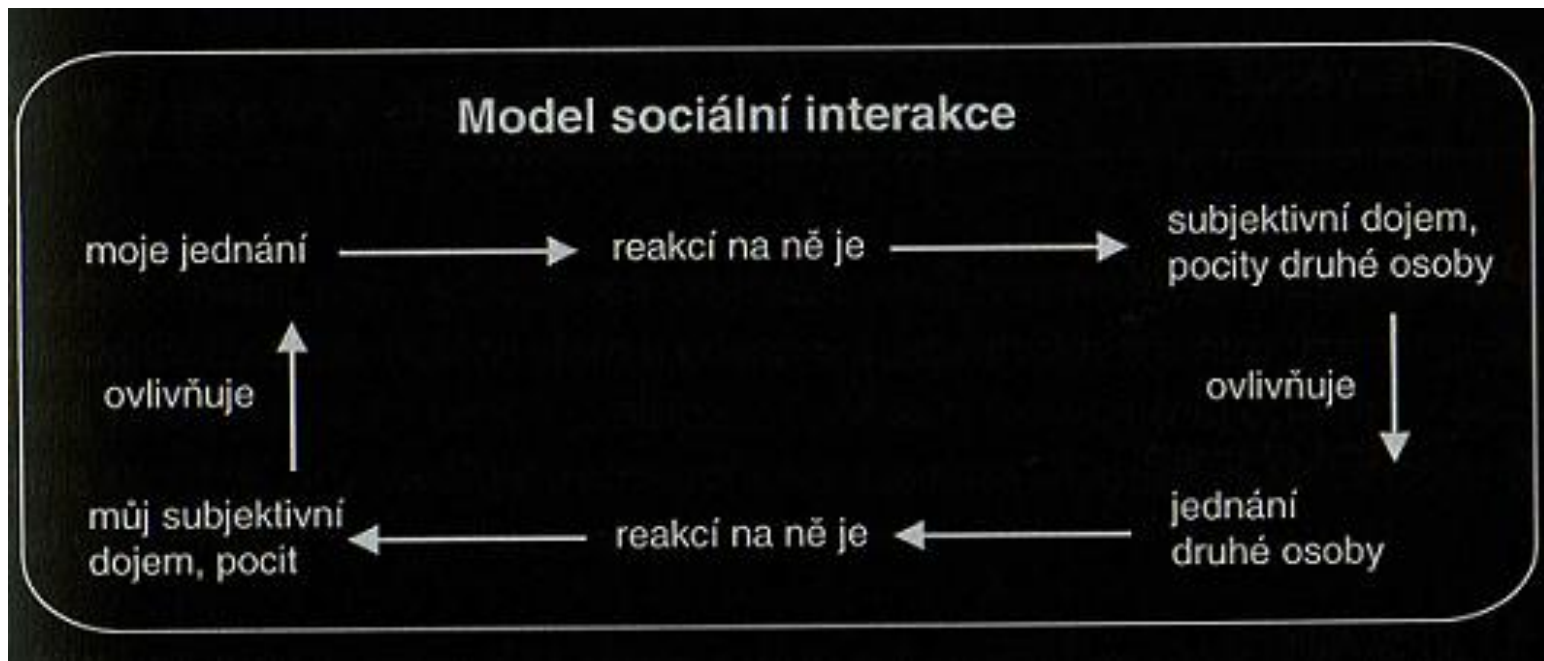 Model sociální interakce
moje jednání
reakcí na ně je
subjektivní dojem,
pocity druhé osoby
ovlivňuje
jednání
druhé osoby
reakcí na ně je
můj subjektivní
dojem, pocit
ovlivňuje